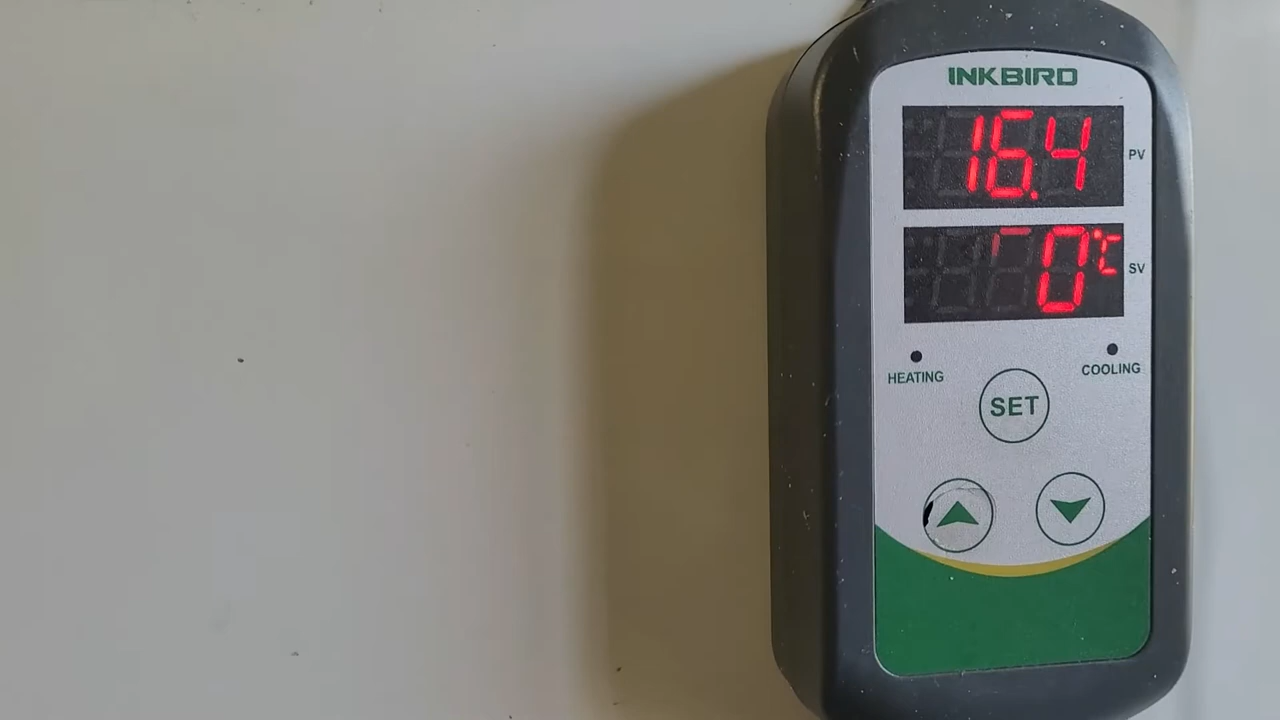 INKBIRD
16.4 PV
0°C SV
HEATING
COOLING
SET